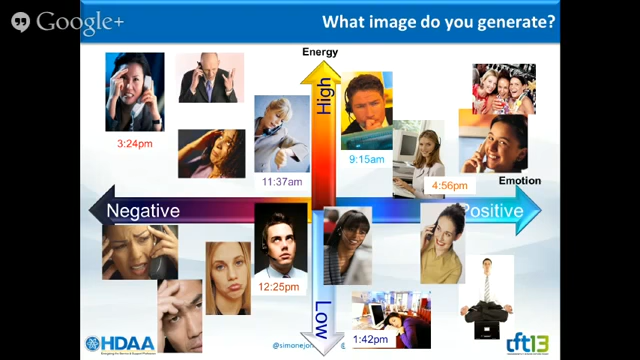 Google+
What image do you generate?
Energy
High
3:24pm
11:37am
9:15am
4:56pm
Emotion
Negative
Positive
12:25pm
Low
1:42pm
HDAA
@simonejo
cft13